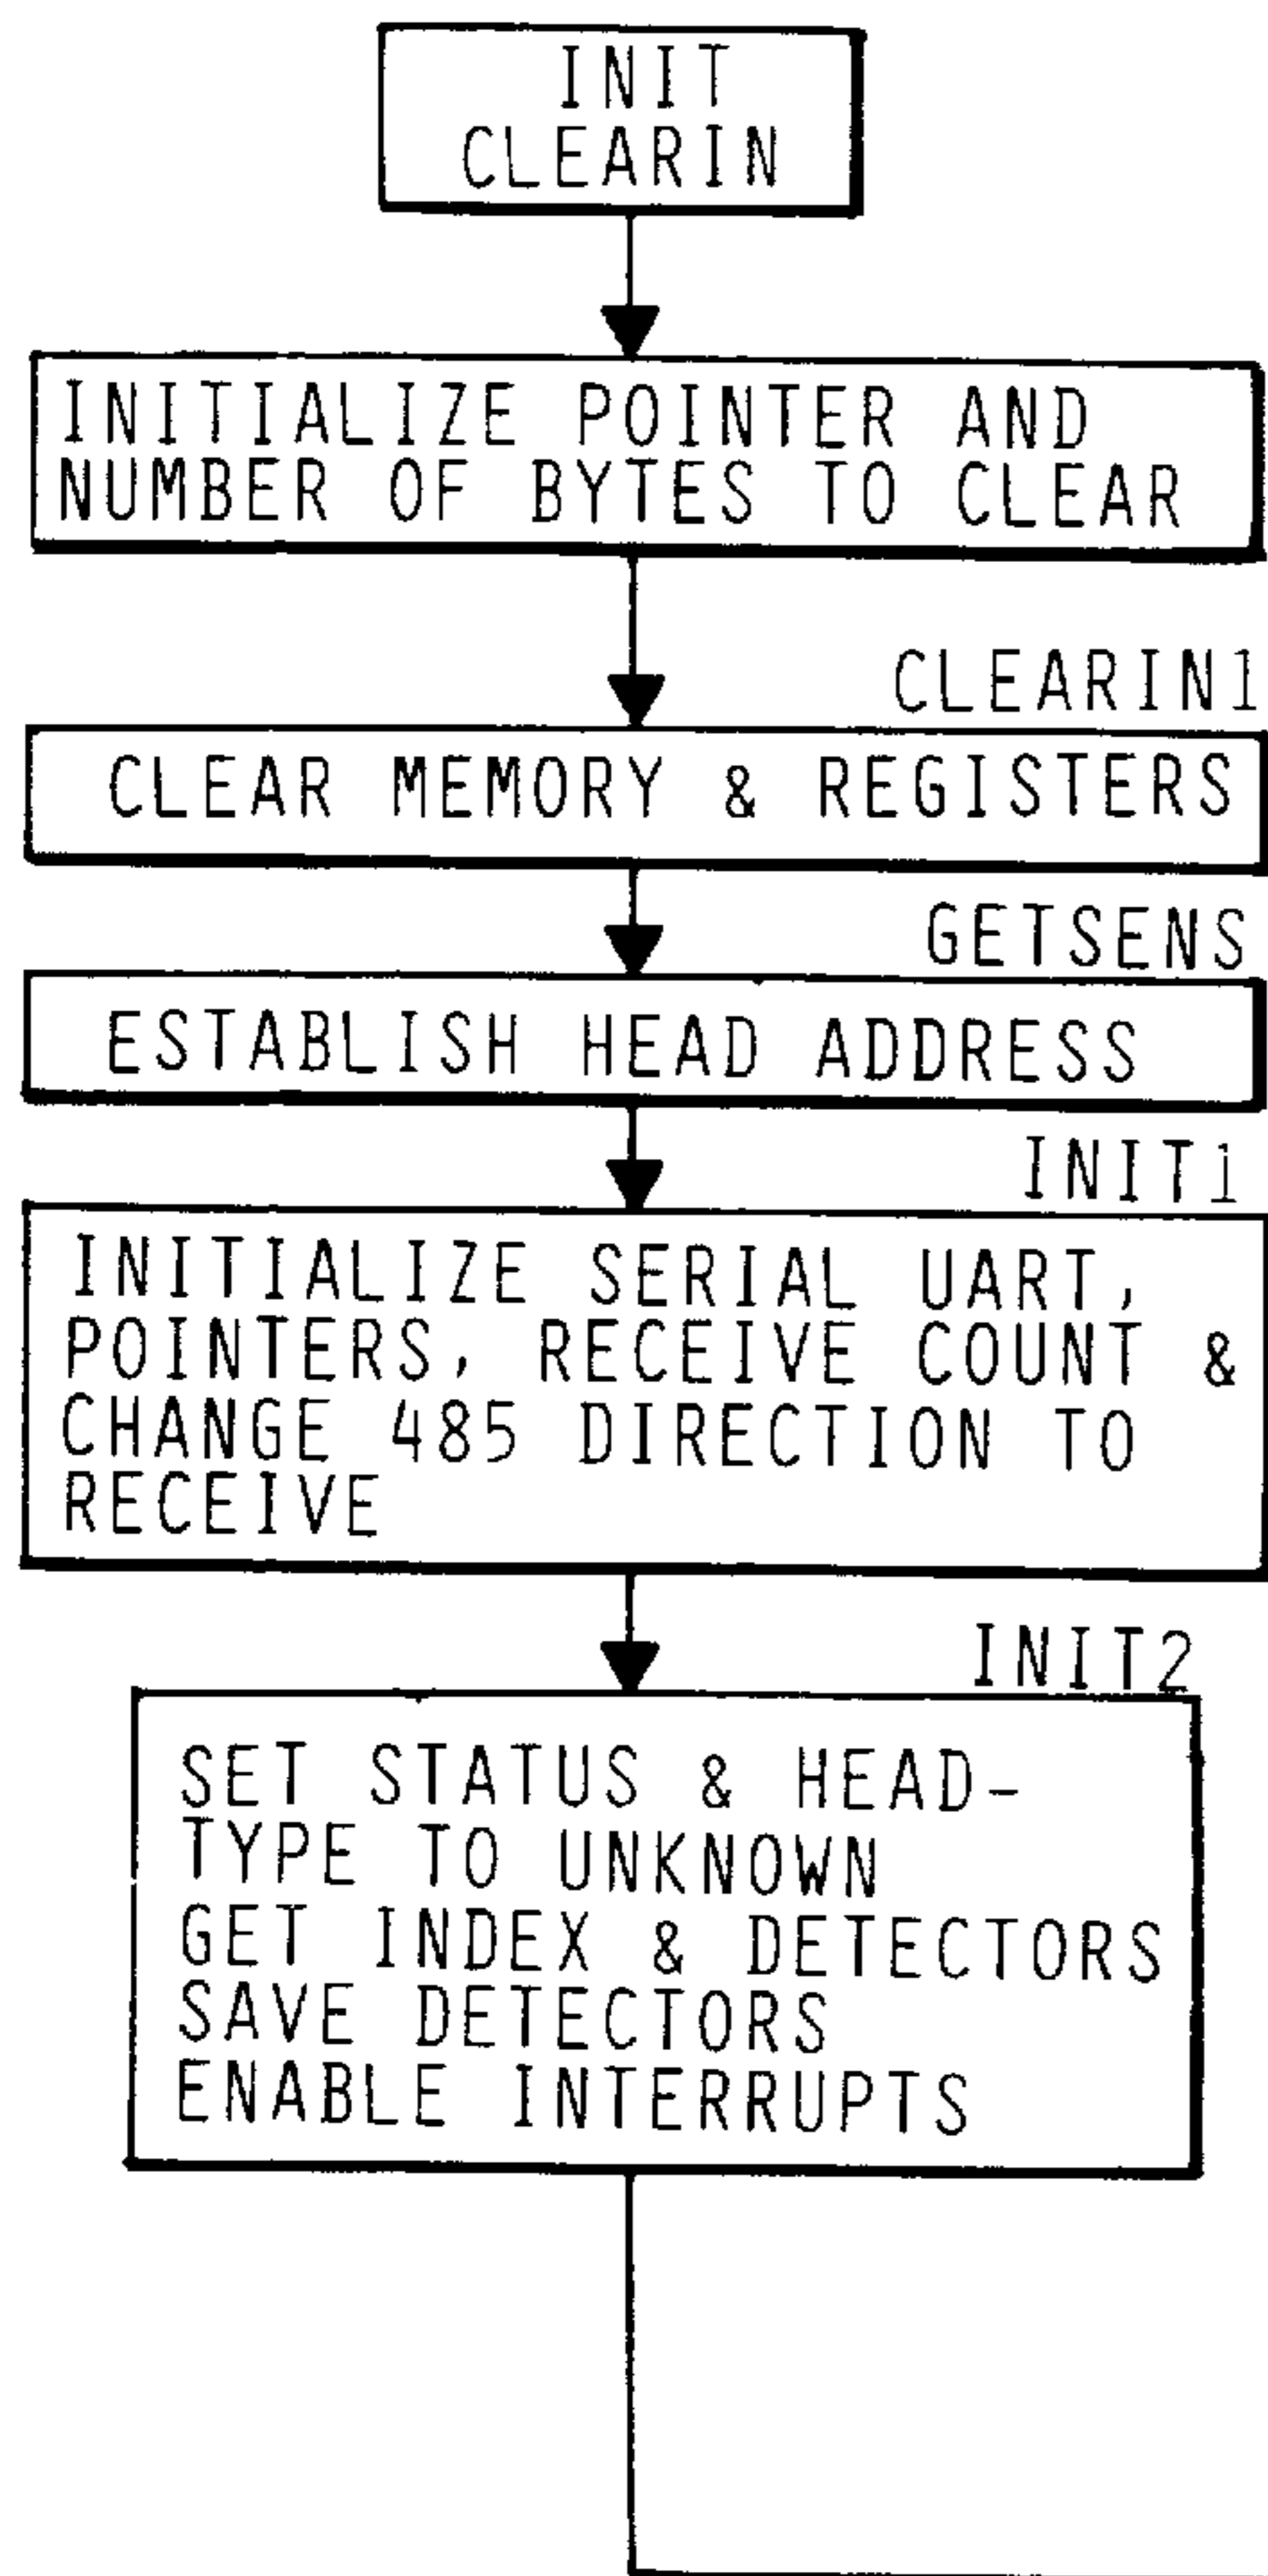 INIT
CLEARIN
INITIALIZE POINTER AND
NUMBER OF BYTES TO CLEAR
CLEARIN1
CLEAR MEMORY & REGISTERS
GETSENS
ESTABLISH HEAD ADDRESS
INIT1
INITIALIZE SERIAL UART,
POINTERS, RECEIVE COUNT &
CHANGE 485 DIRECTION TO
RECEIVE
INIT2
SET STATUS & HEAD-
TYPE TO UNKNOWN
GET INDEX & DETECTORS
SAVE DETECTORS
ENABLE INTERRUPTS